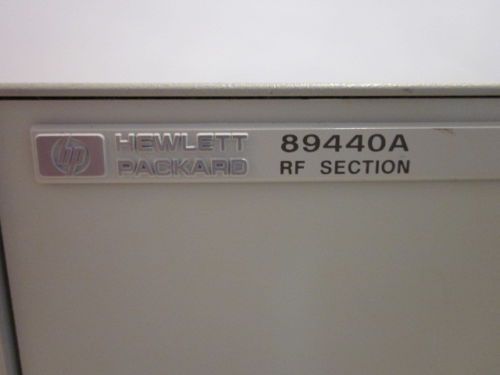 hp HEWLETT 89440A
PACKARD RF SECTION